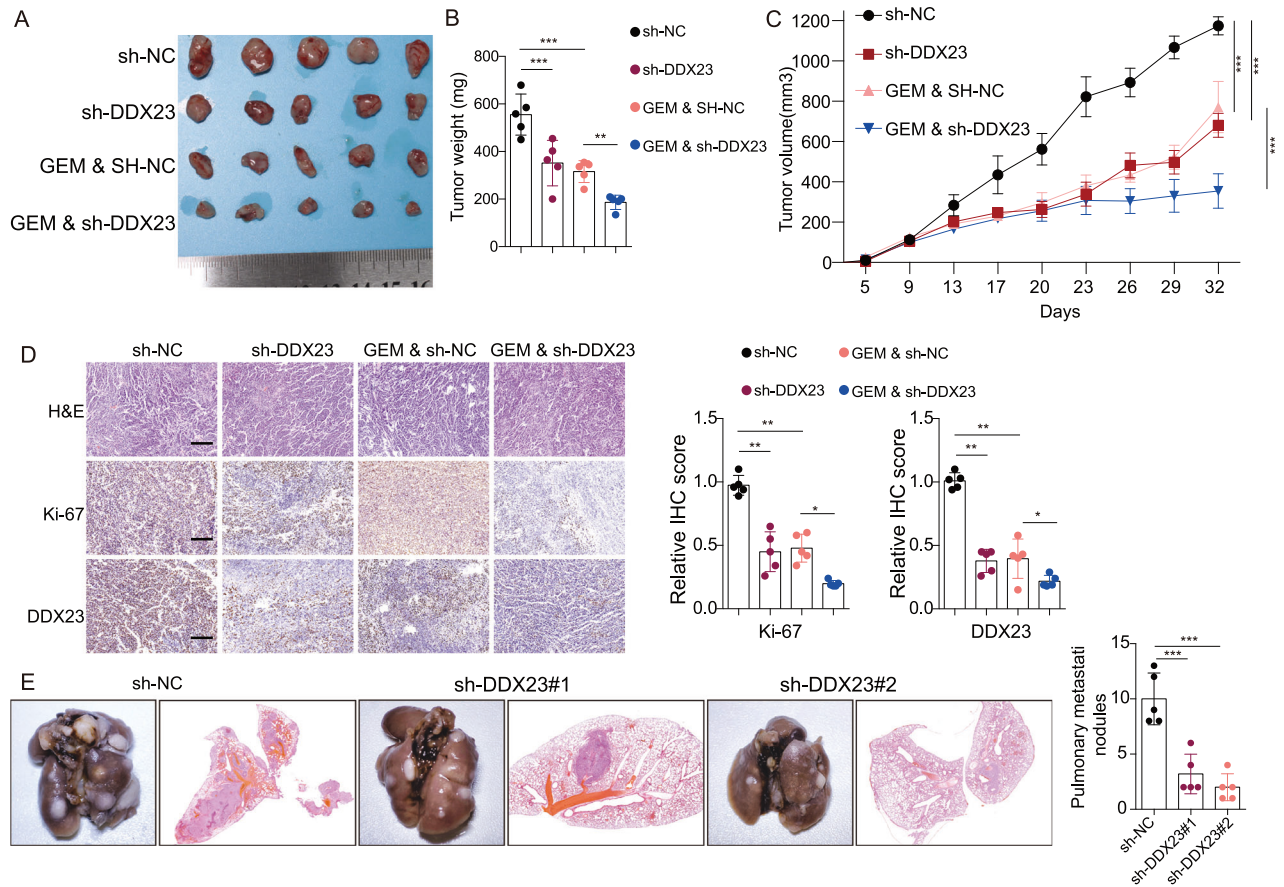 A
sh-NC
sh-DDX23
GEM & SH-NC
GEM & sh-DDX23
B
Tumor weight (mg)
800
600
400
200
0
***
***
**
sh-NC
sh-DDX23
GEM & SH-NC
GEM & sh-DDX23
C
Tumor volume(mm3)
1200
1000
800
600
400
200
0
5 9 13 17 20 23 26 29 32
Days
sh-NC
sh-DDX23
GEM & SH-NC
GEM & sh-DDX23
***
***
***
D
sh-NC sh-DDX23 GEM & sh-NC GEM & sh-DDX23
H&E
Ki-67
DDX23
sh-NC GEM & sh-NC
sh-DDX23 GEM & sh-DDX23
Relative IHC score
1.5
1.0
0.5
0.0
**
**
*
Ki-67
Relative IHC score
1.5
1.0
0.5
0.0
**
**
*
DDX23
E
sh-NC sh-DDX23#1 sh-DDX23#2
Pulmonary metastati
nodules
15
10
5
0
***
***
sh-NC
sh-DDX23#1
sh-DDX23#2